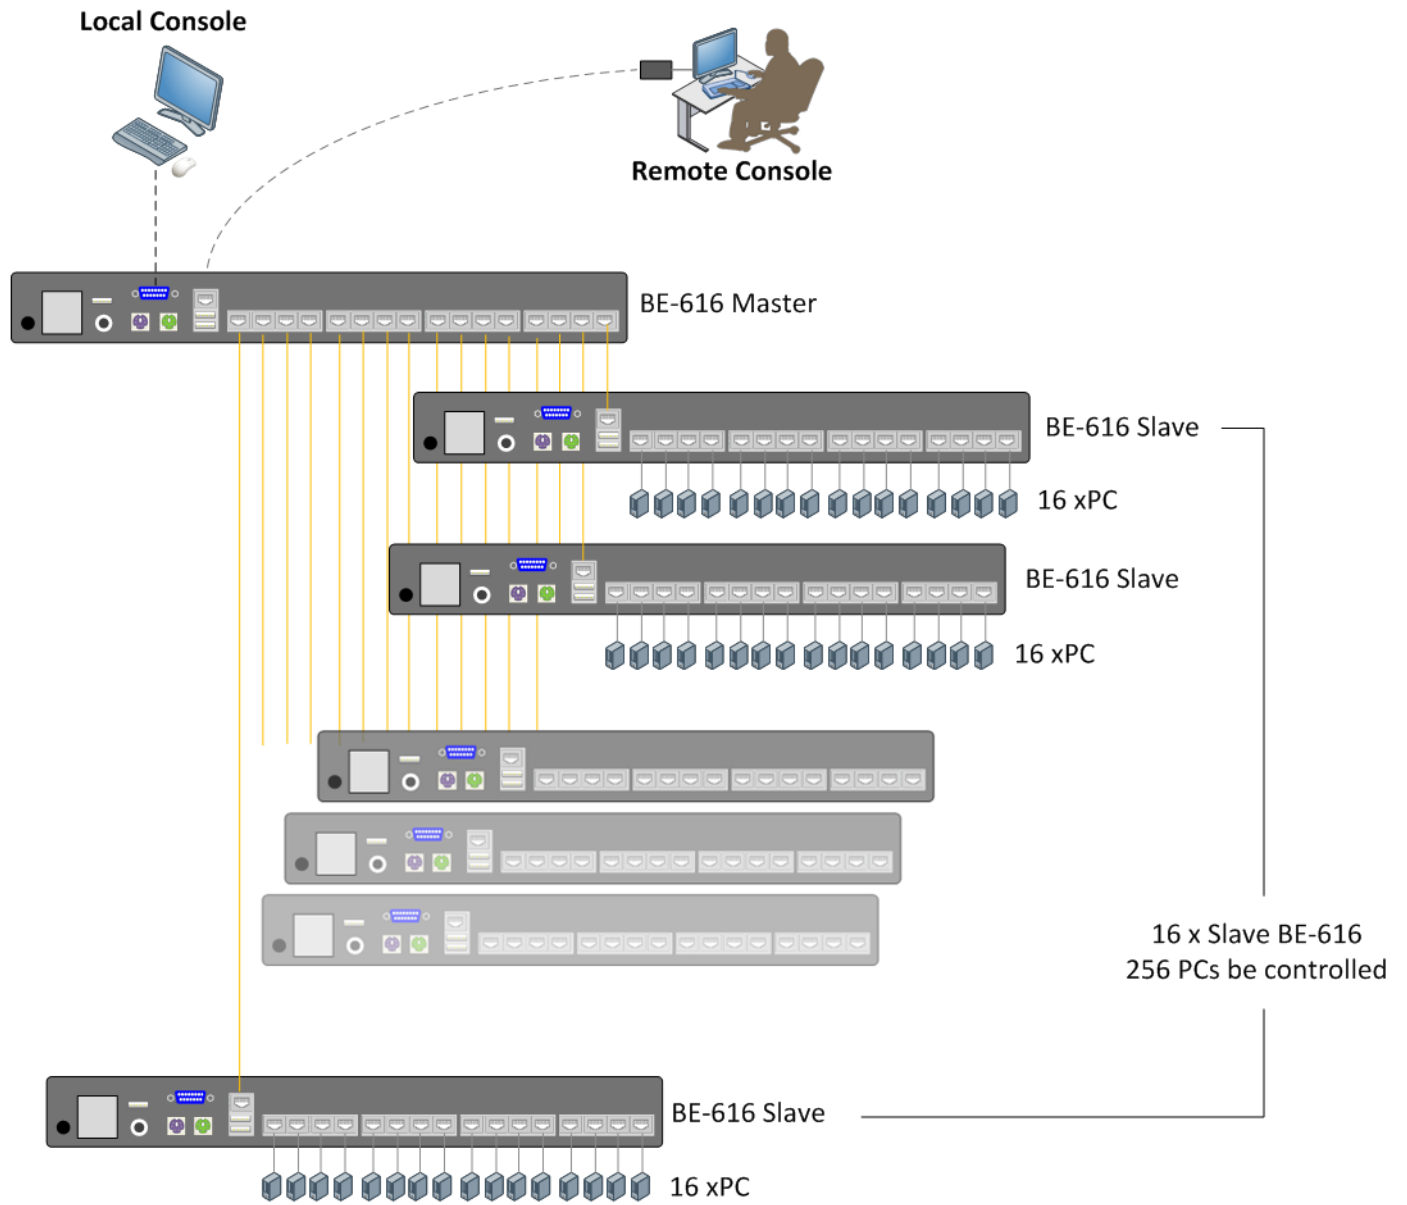 Local Console
Remote Console
BE-616 Master
BE-616 Slave
16 xPC
BE-616 Slave
16 xPC
16 x Slave BE-616
256 PCs be controlled
BE-616 Slave
16 xPC